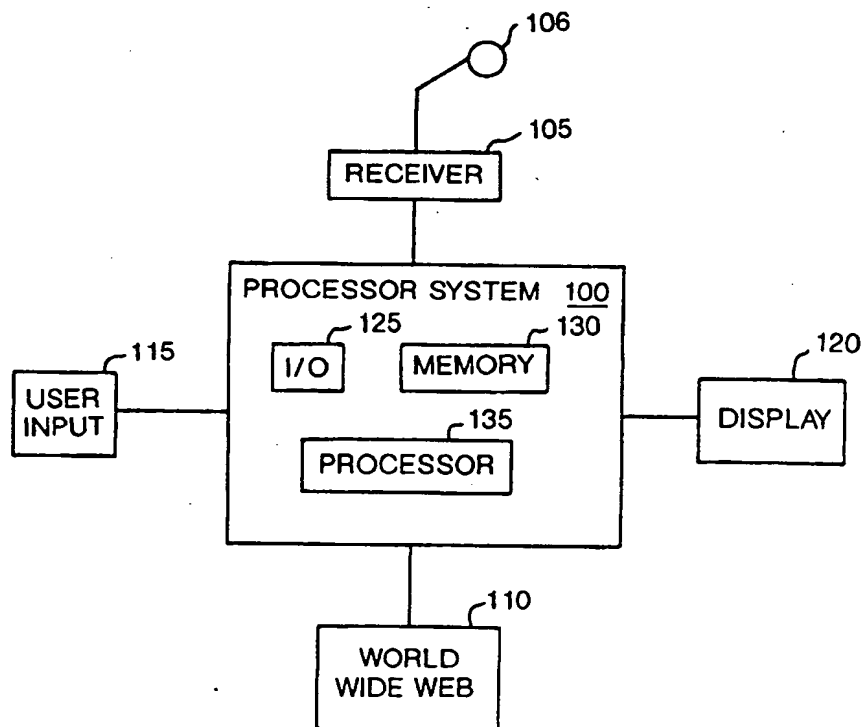 106
105
RECEIVER
PROCESSOR SYSTEM 100
125
130
I/O
MEMORY
115
USER
INPUT
135
PROCESSOR
120
DISPLAY
110
WORLD
WIDE WEB